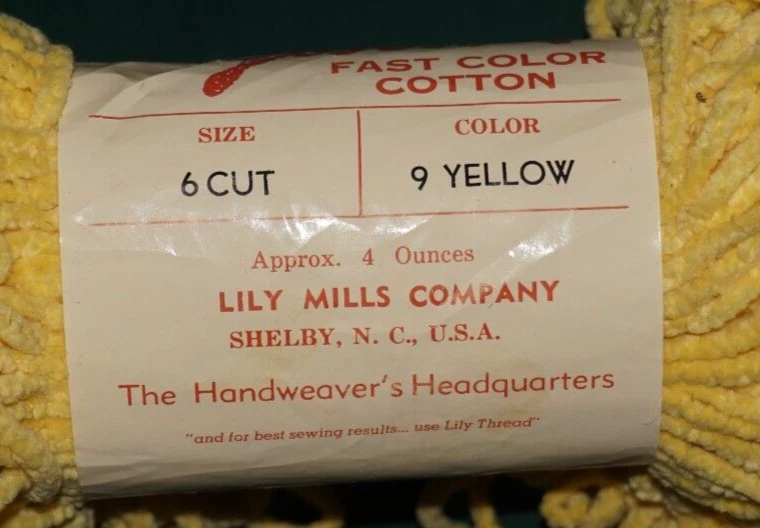 FAST COLOR
COTTON
SIZE
COLOR
6 CUT
9 YELLOW
Approx. 4 Ounces
LILY MILLS COMPANY
SHELBY, N. C., U.S.A.
The Handweaver's Headquarters
"and for best sewing results... use Lily Thread"